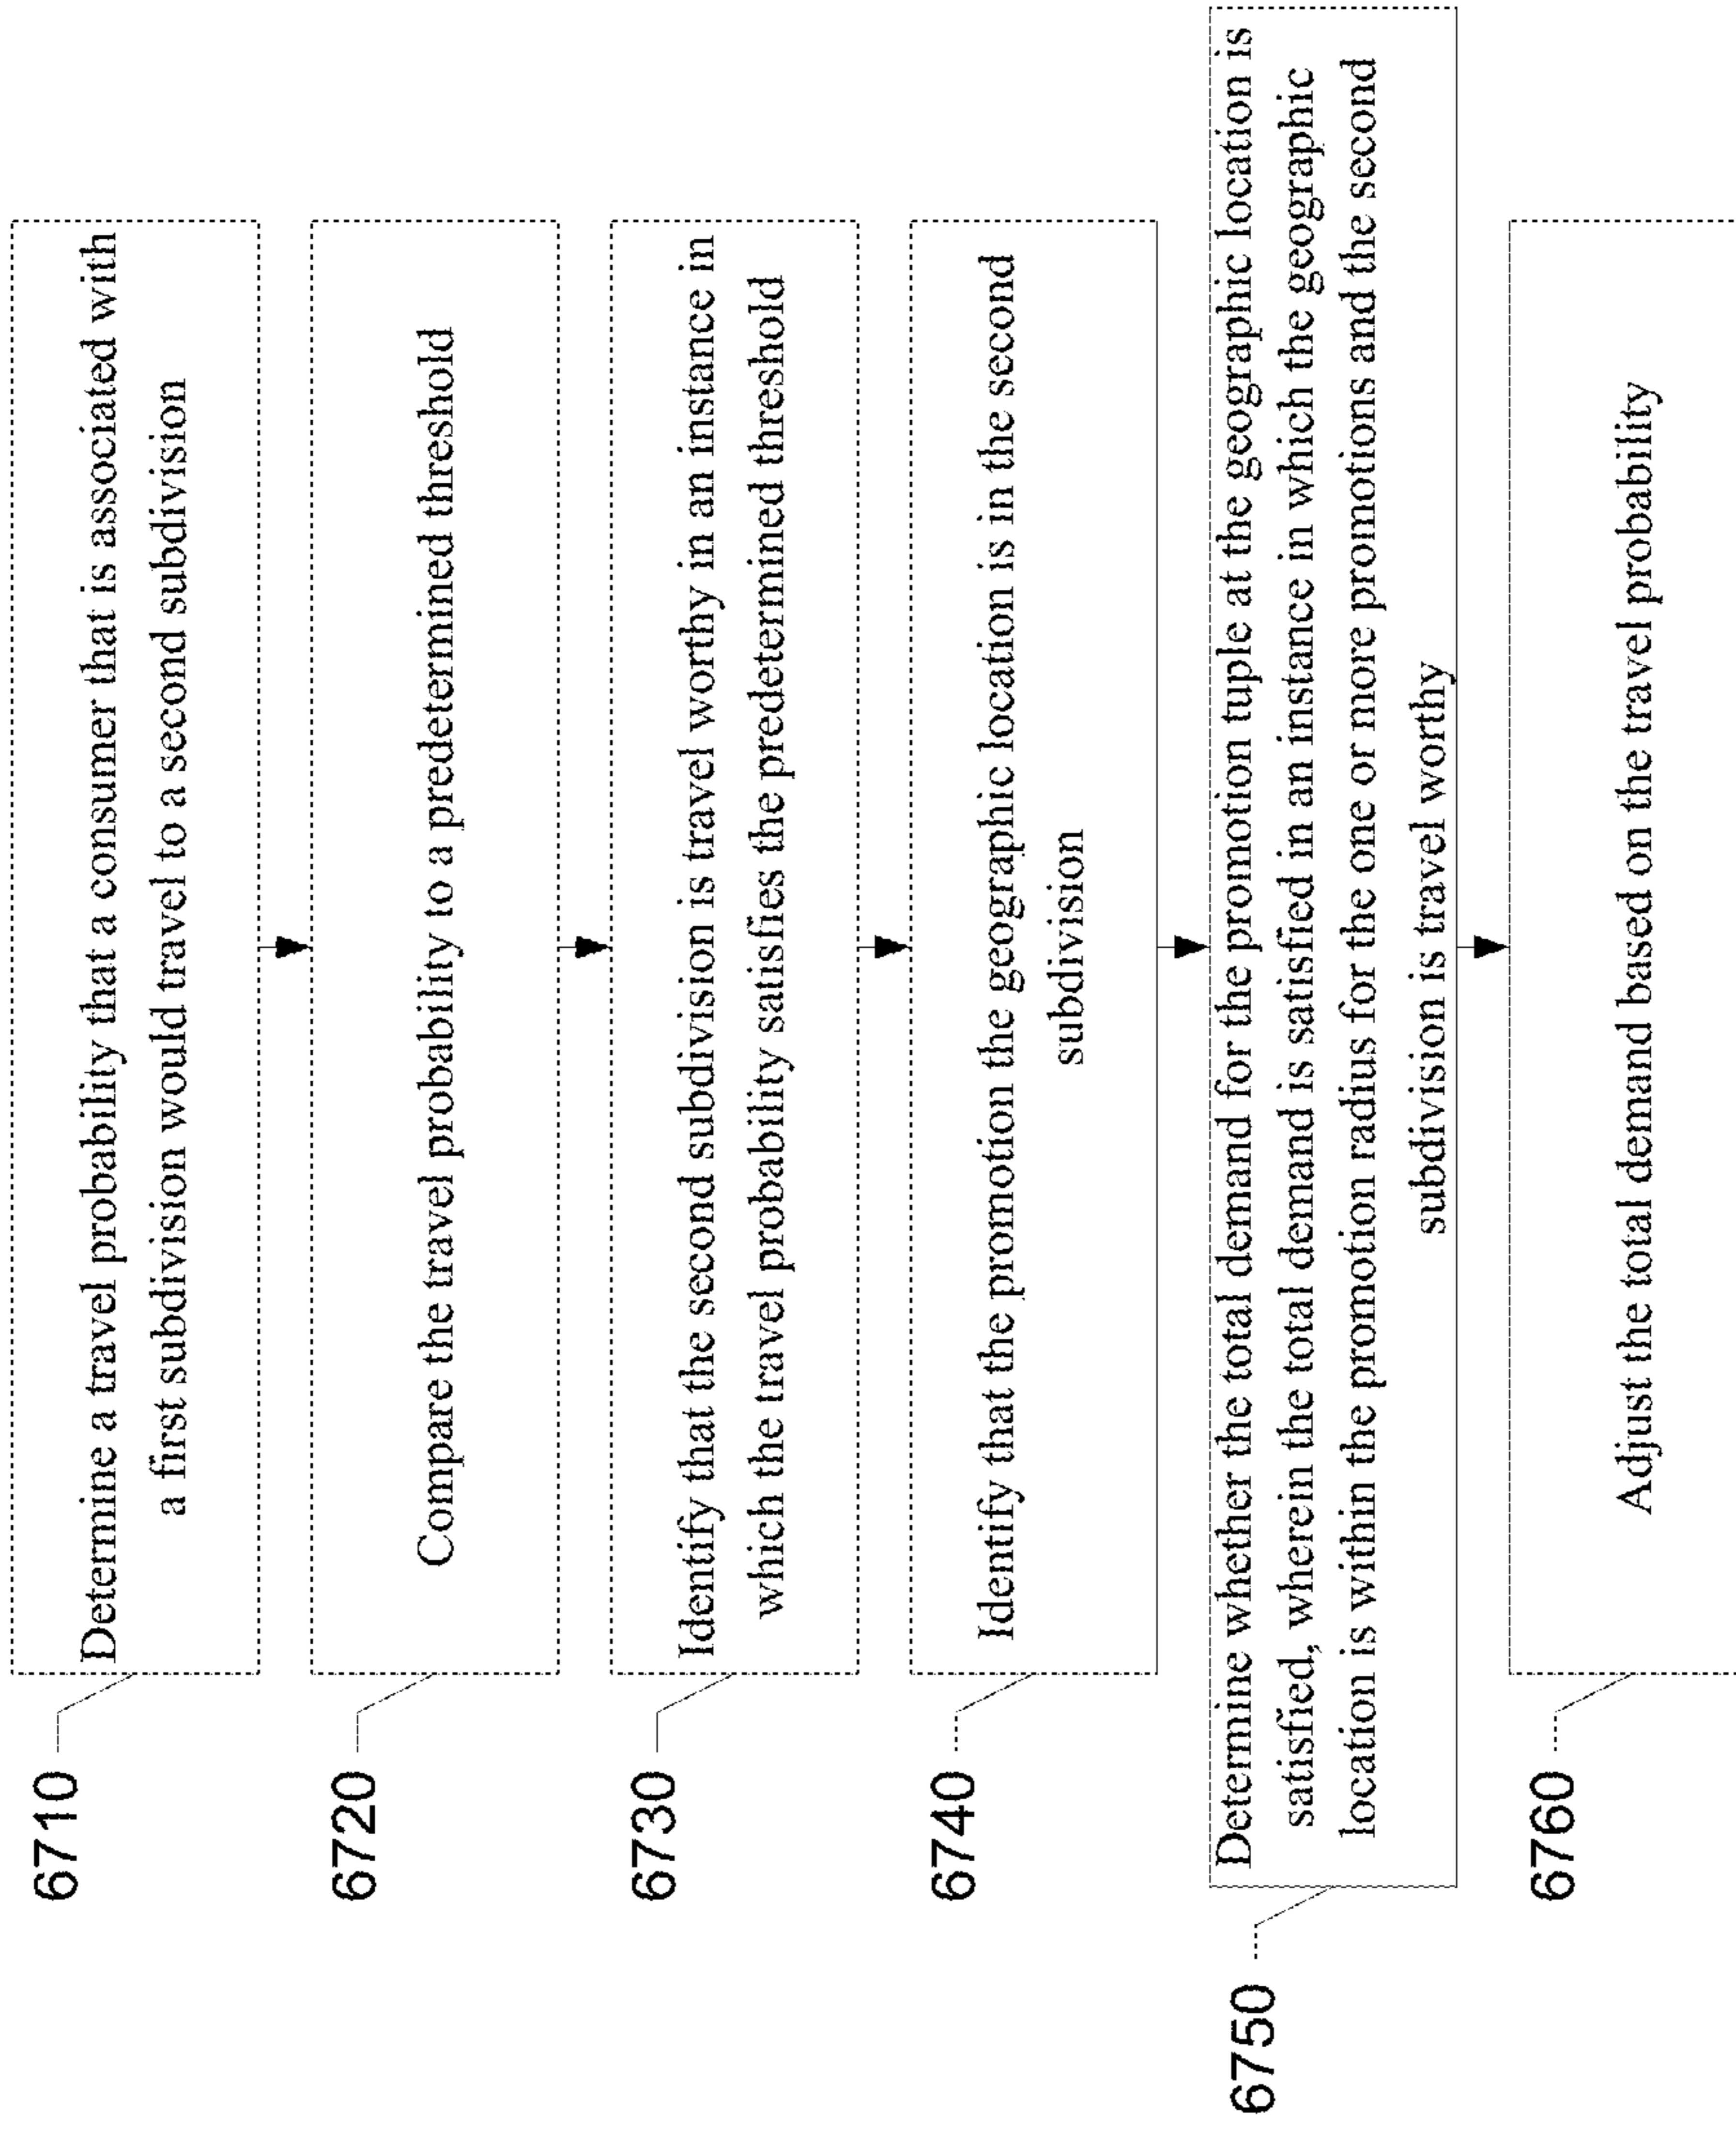 6710
Determine a travel probability that a consumer that is associated with
a first subdivision would travel to a second subdivision
6720
Compare the travel probability to a predetermined threshold
6730
Identify that the second subdivision is travel worthy in an instance in
which the travel probability satisfies the predetermined threshold
6740
Identify that the promotion the geographic location is in the second
subdivision
6750
Determine whether the total demand for the promotion tuple at the geographic location is
satisfied, wherein the total demand is satisfied in an instance in which the geographic
location is within the promotion radius for the one or more promotions and the second
subdivision is travel worthy
6760
Adjust the total demand based on the travel probability